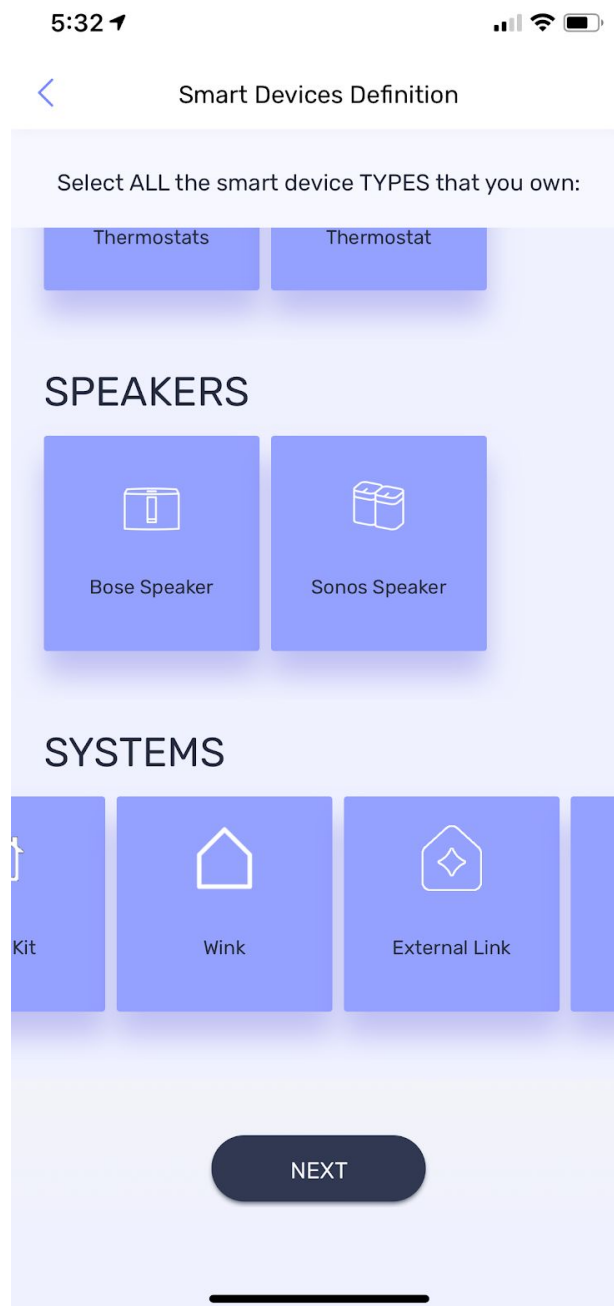 5:32
Smart Devices Definition
Select ALL the smart device TYPES that you own:
Thermostats
Thermostat
SPEAKERS
Bose Speaker
Sonos Speaker
SYSTEMS
Kit
Wink
External Link
NEXT